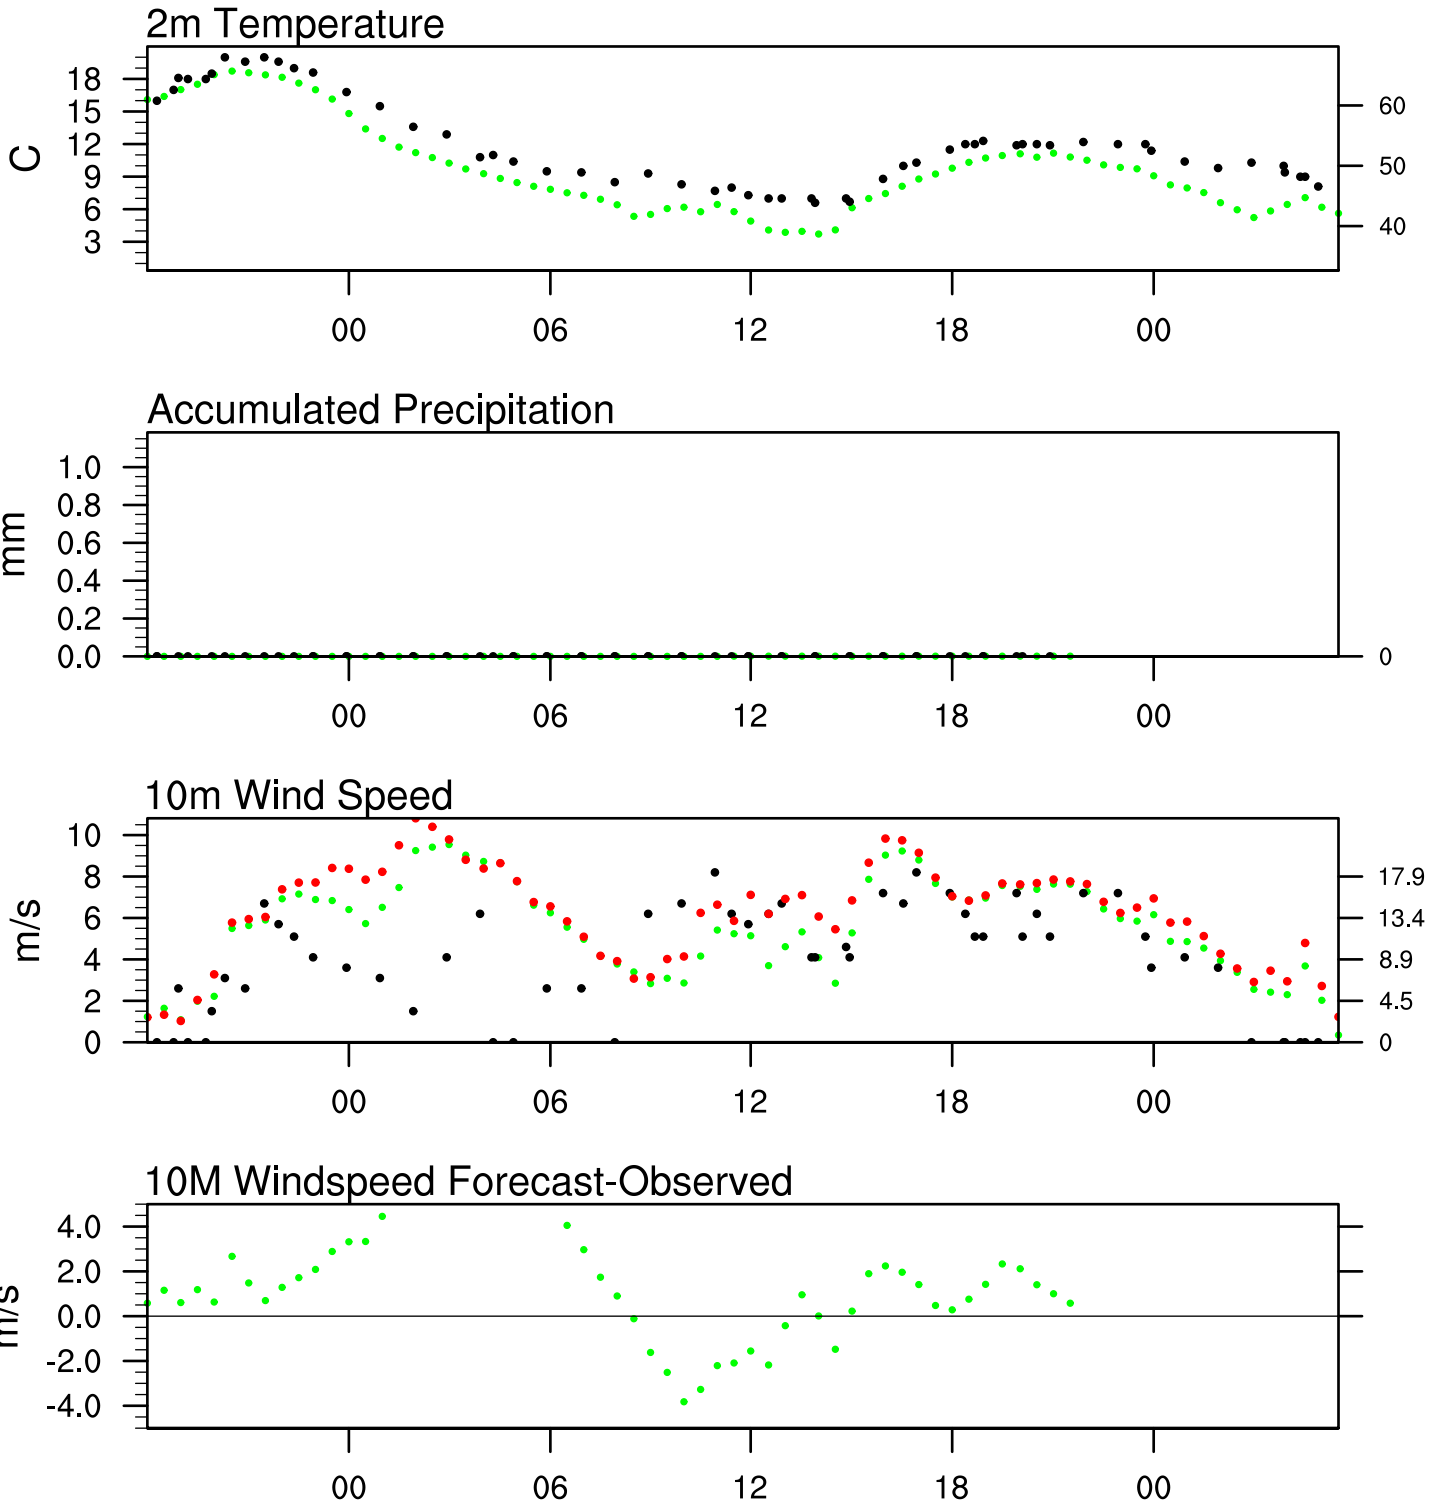 2m Temperature
18
15
12
9
6
3
C
60
50
40
00 06 12 18 00
Accumulated Precipitation
1.0
0.8
0.6
0.4
0.2
0.0
mm
0
00 06 12 18 00
10m Wind Speed
10
8
6
4
2
0
m/s
17.9
13.4
8.9
4.5
0
00 06 12 18 00
10M Windspeed Forecast-Observed
4.0
2.0
0.0
-2.0
-4.0
m/s
00 06 12 18 00